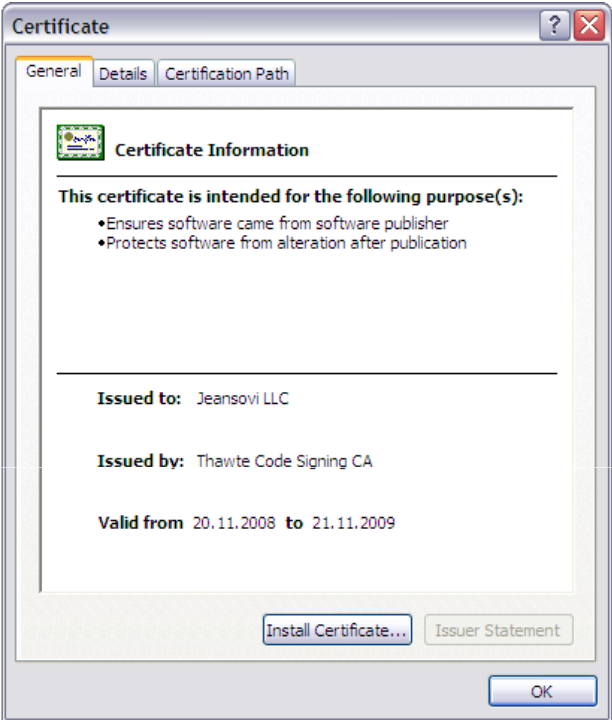 Certificate
General Details Certification Path
Certificate Information
This certificate is intended for the following purpose(s):
•Ensures software came from software publisher
•Protects software from alteration after publication
Issued to: Jeansovi LLC
Issued by: Thawte Code Signing CA
Valid from 20.11.2008 to 21.11.2009
Install Certificate... Issuer Statement
OK